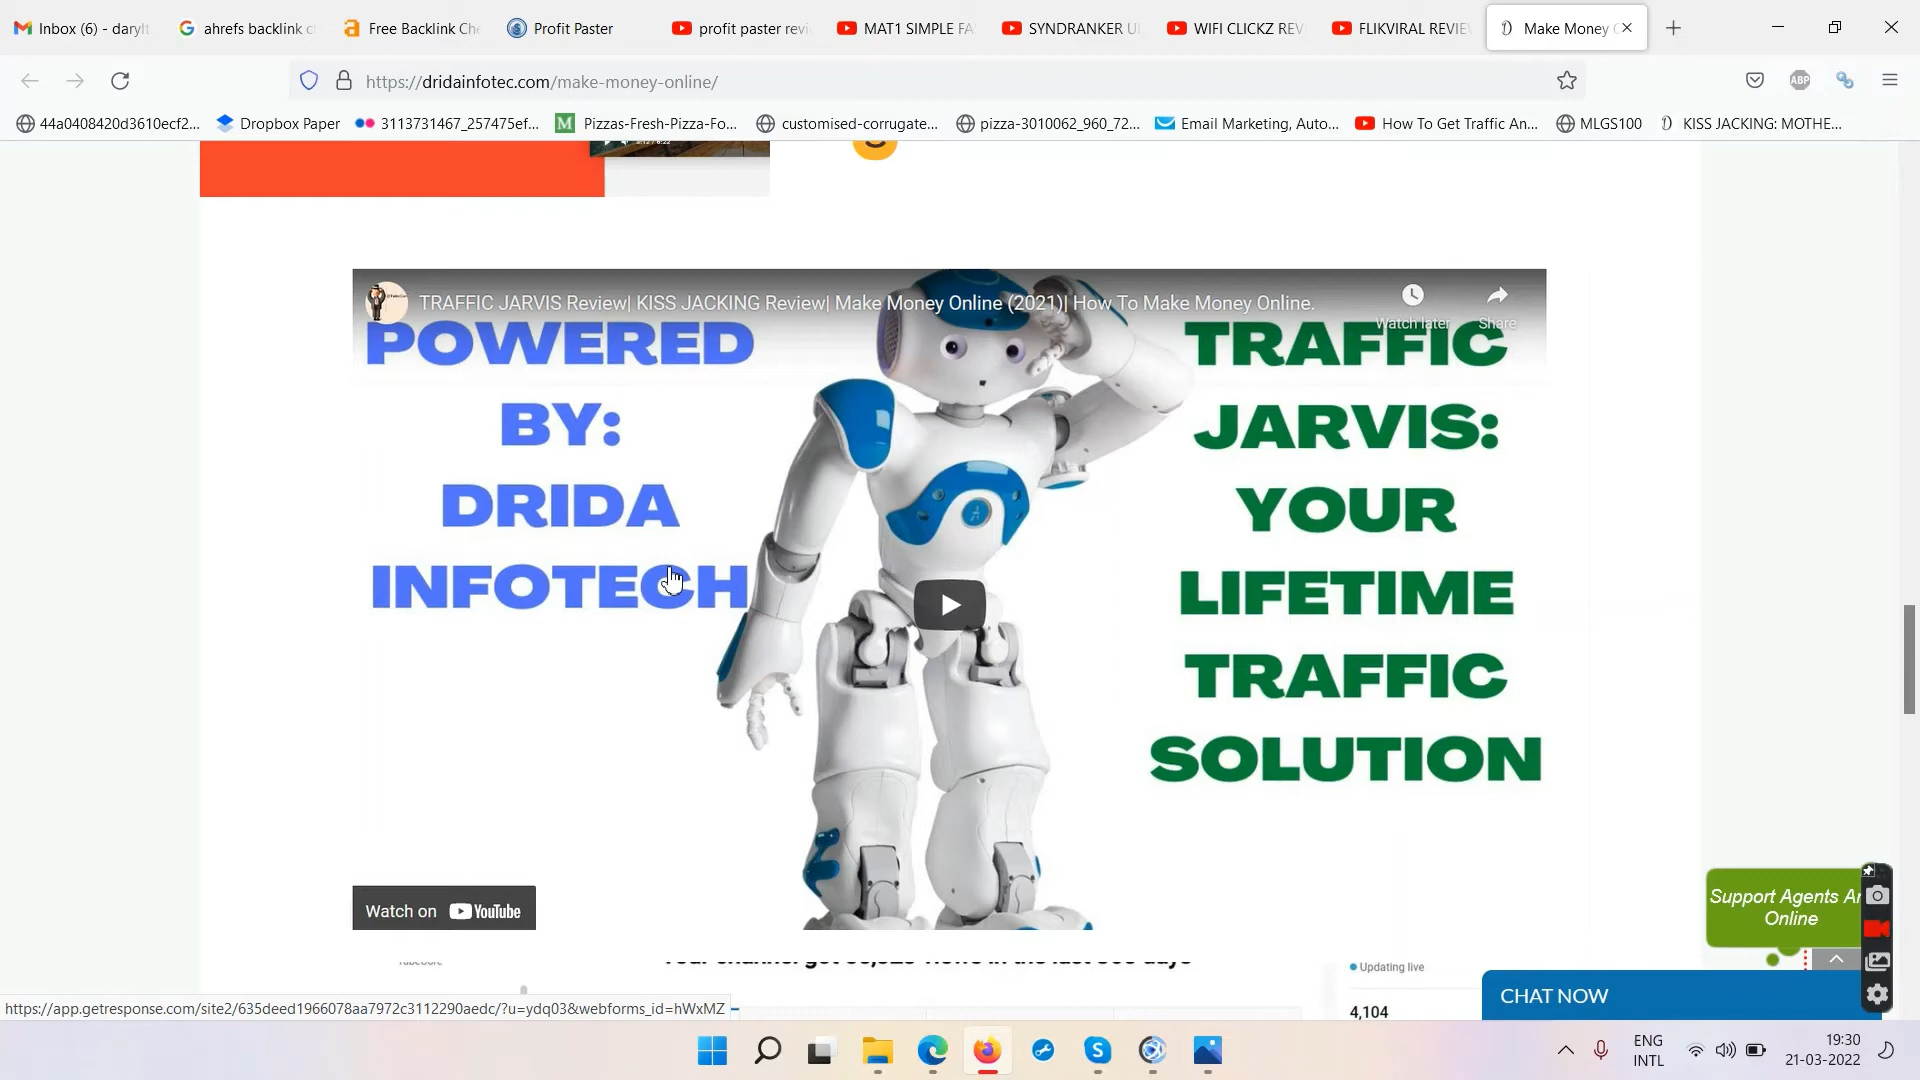 Inbox (6) - daryl
ahrefs backlink c
Free Backlink Che
Profit Paster
profit paster revi
MAT1 SIMPLE FA
SYNDRANKER U
WIFI CLICKZ REV
FLIKVIRAL REVIE
Make Money O
https://dridainfotec.com/make-money-online/
ABP
44a0408420d3610ecf2...
Dropbox Paper
3113731467_257475ef...
M Pizzas-Fresh-Pizza-Fo...
customised-corrugate...
pizza-3010062_960_72...
Email Marketing, Auto...
How To Get Traffic An...
MLGS100
KISS JACKING: MOTHE...
TRAFFIC JARVIS Review| KISS JACKING Review| Make Money Online (2021)| How To Make Money Online.
Watch later
Share
POWERED
BY:
DRIDA
INFOTECH
TRAFFIC
JARVIS:
YOUR
LIFETIME
TRAFFIC
SOLUTION
Watch on YouTube
Support Agents Ar
Online
Updating live
4,104
CHAT NOW
https://app.getresponse.com/site2/635deed1966078aa7972c3112290aedc/?u=ydq03&webforms_id=hWxMZ
ENG
INTL
19:30
21-03-2022